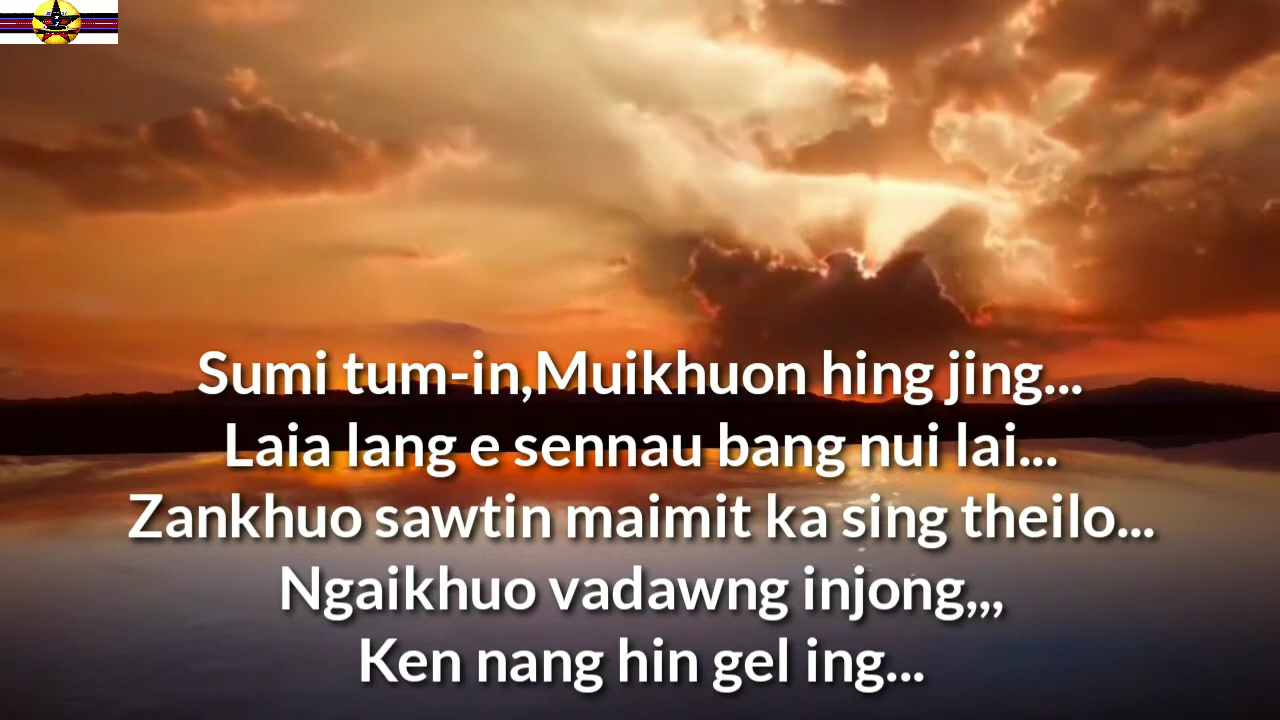 Sumi tum-in,Muikhuon hing jing...
Laia lang e sennau bang nui lai...
Zankhuo sawtin maimit ka sing theilo...
Ngaikhuo vadawng injong,,,
Ken nang hin gel ing...